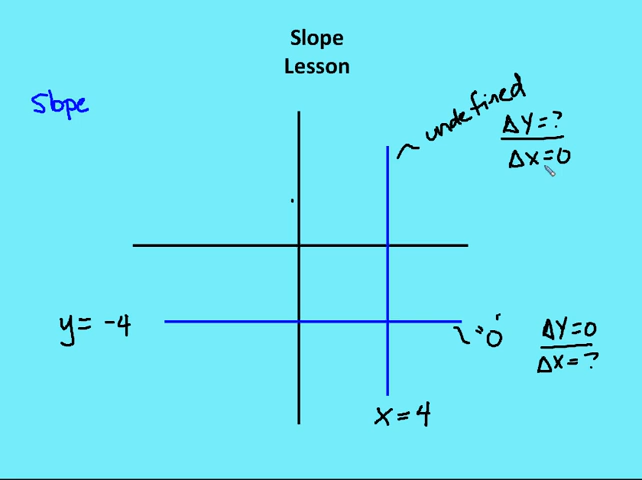 Slope
Lesson
Slope
undefined
ΔY=?
ΔX=0
y= -4
"0"
ΔY=0
ΔX=?
x=4